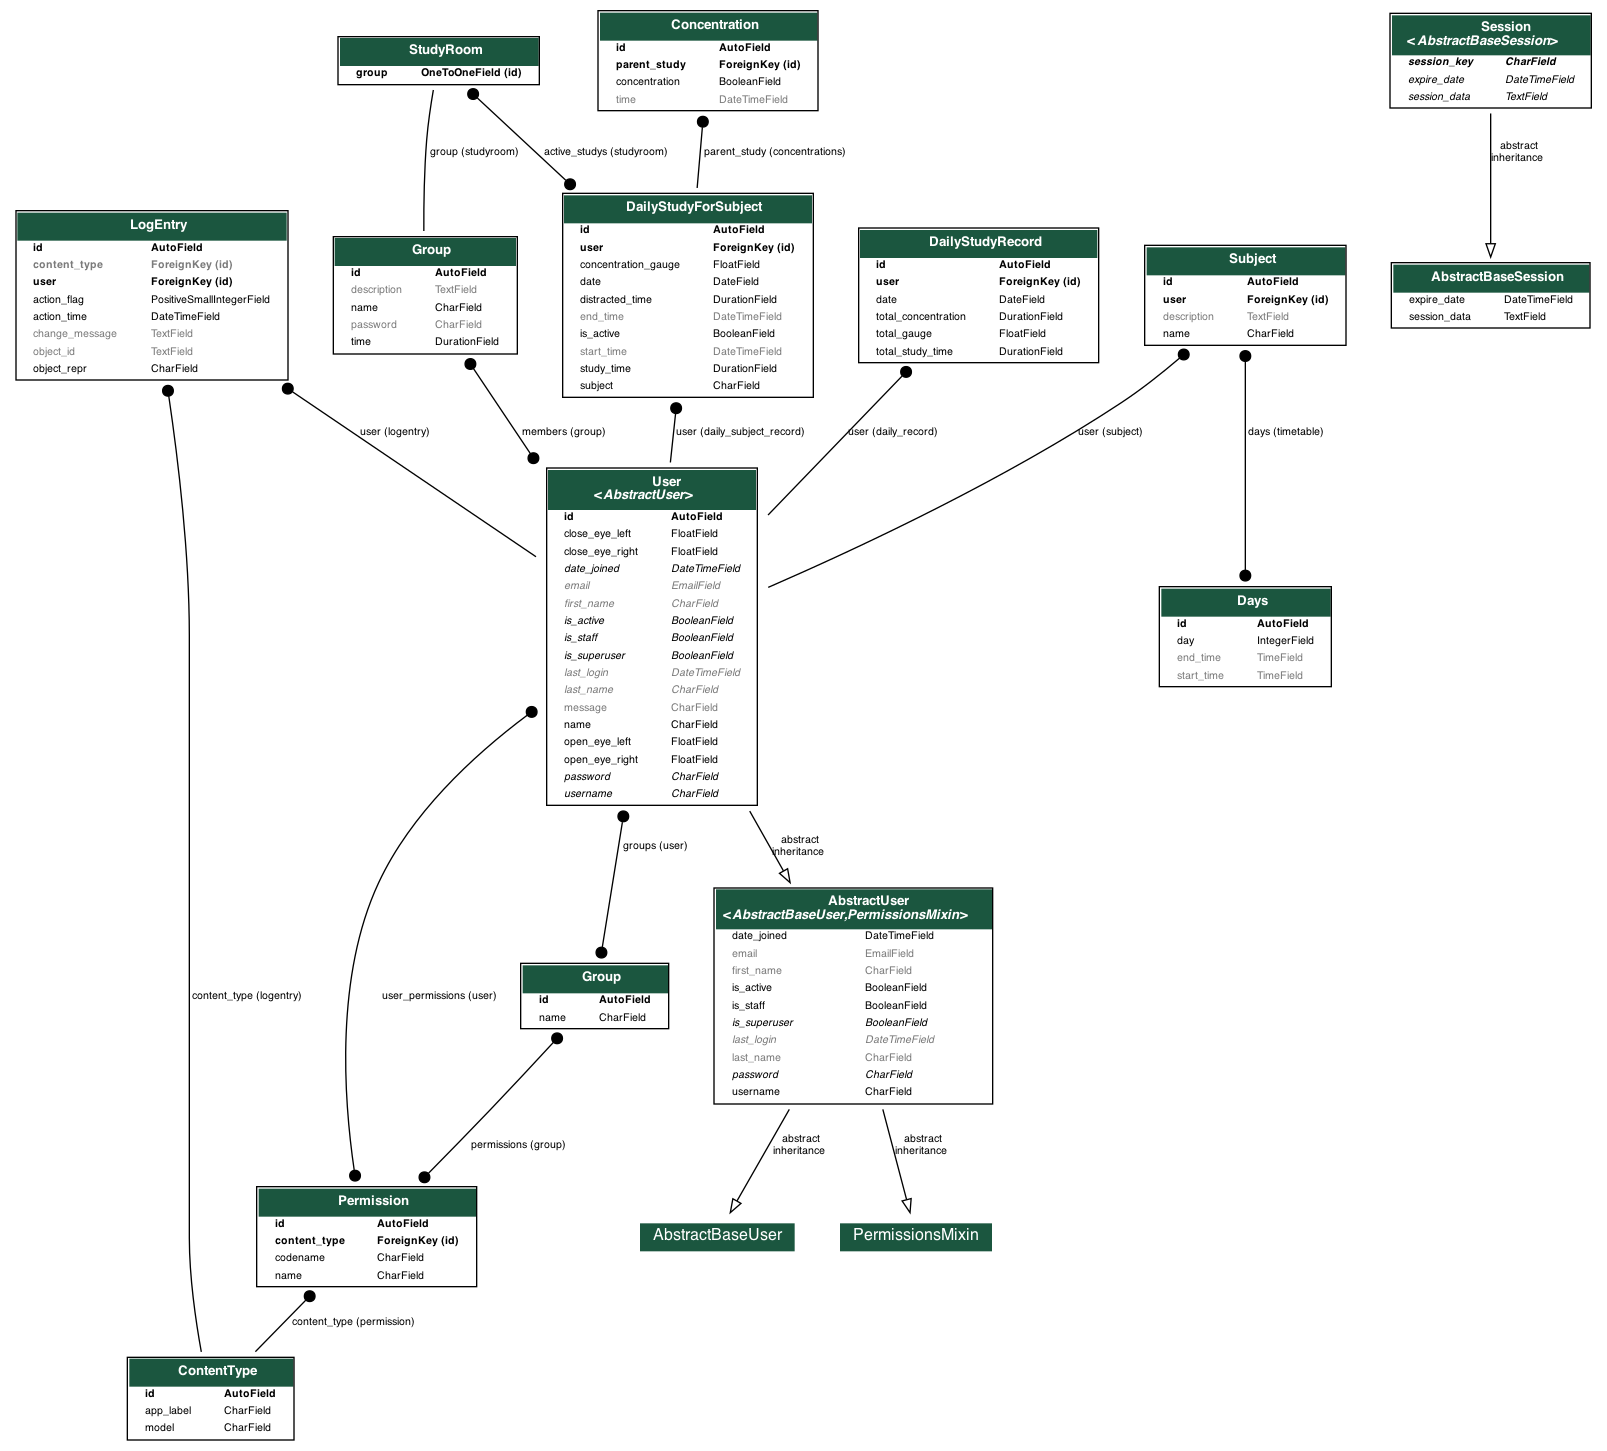 StudyRoom
group OneToOneField (id)
Concentration
id AutoField
parent_study ForeignKey (id)
concentration BooleanField
time DateTimeField
Session
<AbstractBaseSession>
session_key CharField
expire_date DateTimeField
session_data TextField
group (studyroom)
active_studys (studyroom)
parent_study (concentrations)
abstract
inheritance
LogEntry
id AutoField
content_type ForeignKey (id)
user ForeignKey (id)
action_flag PositiveSmallIntegerField
action_time DateTimeField
change_message TextField
object_id TextField
object_repr CharField
Group
id AutoField
description TextField
name CharField
password CharField
time DurationField
DailyStudyForSubject
id AutoField
user ForeignKey (id)
concentration_gauge FloatField
date DateField
distracted_time DurationField
end_time DateTimeField
is_active BooleanField
start_time DateTimeField
study_time DurationField
subject CharField
DailyStudyRecord
id AutoField
user ForeignKey (id)
date DateField
total_concentration DurationField
total_gauge FloatField
total_study_time DurationField
Subject
id AutoField
user ForeignKey (id)
description TextField
name CharField
AbstractBaseSession
expire_date DateTimeField
session_data TextField
user (logentry)
members (group)
user (daily_subject_record)
user (daily_record)
user (subject)
days (timetable)
User
<AbstractUser>
id AutoField
close_eye_left FloatField
close_eye_right FloatField
date_joined DateTimeField
email EmailField
first_name CharField
is_active BooleanField
is_staff BooleanField
is_superuser BooleanField
last_login DateTimeField
last_name CharField
message CharField
name CharField
open_eye_left FloatField
open_eye_right FloatField
password CharField
username CharField
Days
id AutoField
day IntegerField
end_time TimeField
start_time TimeField
groups (user)
abstract
inheritance
AbstractUser
<AbstractBaseUser,PermissionsMixin>
date_joined DateTimeField
email EmailField
first_name CharField
is_active BooleanField
is_staff BooleanField
is_superuser BooleanField
last_login DateTimeField
last_name CharField
password CharField
username CharField
Group
id AutoField
name CharField
content_type (logentry)
user_permissions (user)
permissions (group)
abstract
inheritance
abstract
inheritance
Permission
id AutoField
content_type ForeignKey (id)
codename CharField
name CharField
AbstractBaseUser
PermissionsMixin
content_type (permission)
ContentType
id AutoField
app_label CharField
model CharField